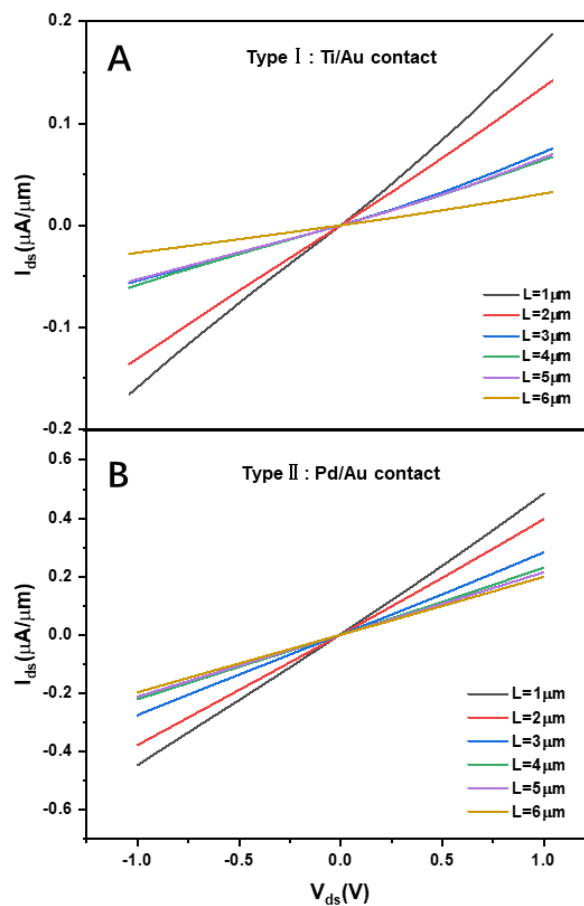 A
Type Ⅰ : Ti/Au contact
0.2
0.1
0.0
-0.1
-0.2
I_ds(μA/μm)
L=1μm
L=2μm
L=3μm
L=4μm
L=5μm
L=6μm
B
Type Ⅱ : Pd/Au contact
0.6
0.4
0.2
0.0
-0.2
-0.4
-0.6
I_ds(μA/μm)
L=1μm
L=2μm
L=3μm
L=4μm
L=5μm
L=6μm
-1.0 -0.5 0.0 0.5 1.0
V_ds(V)